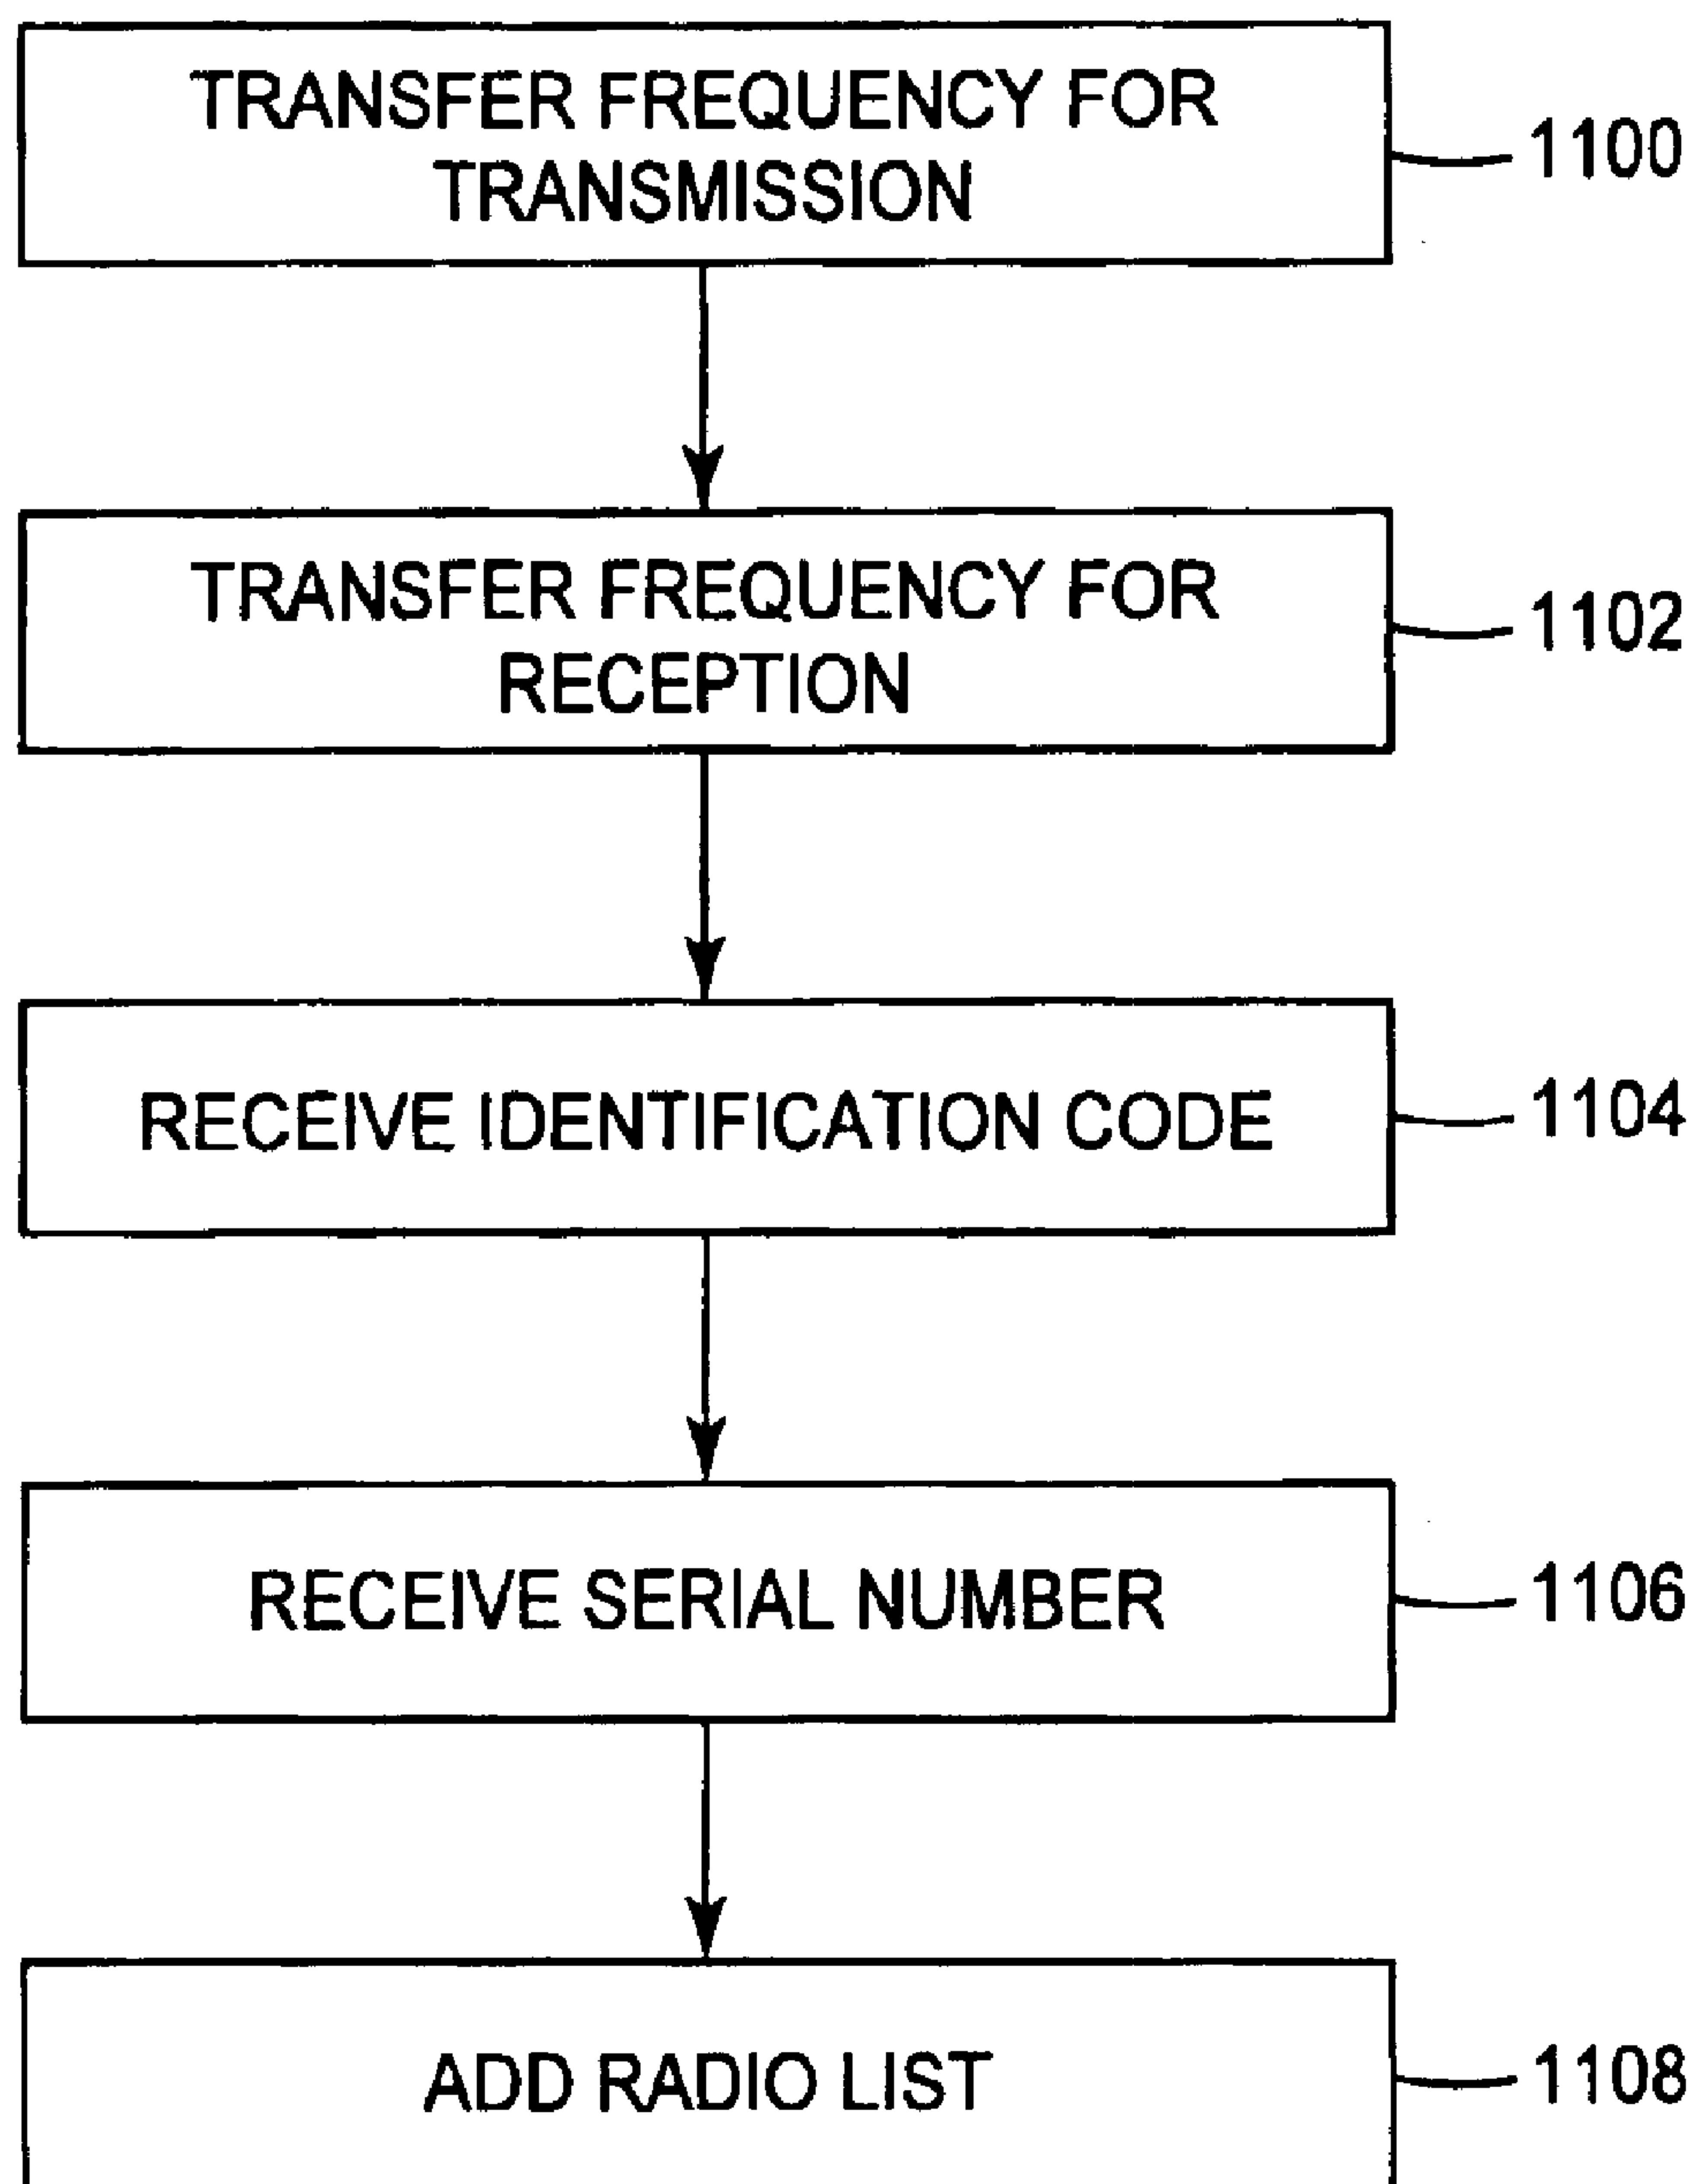 TRANSFER FREQUENCY FOR
TRANSMISSION
1100
TRANSFER FREQUENCY FOR
RECEPTION
1102
RECEIVE IDENTIFICATION CODE
1104
RECEIVE SERIAL NUMBER
1106
ADD RADIO LIST
1108